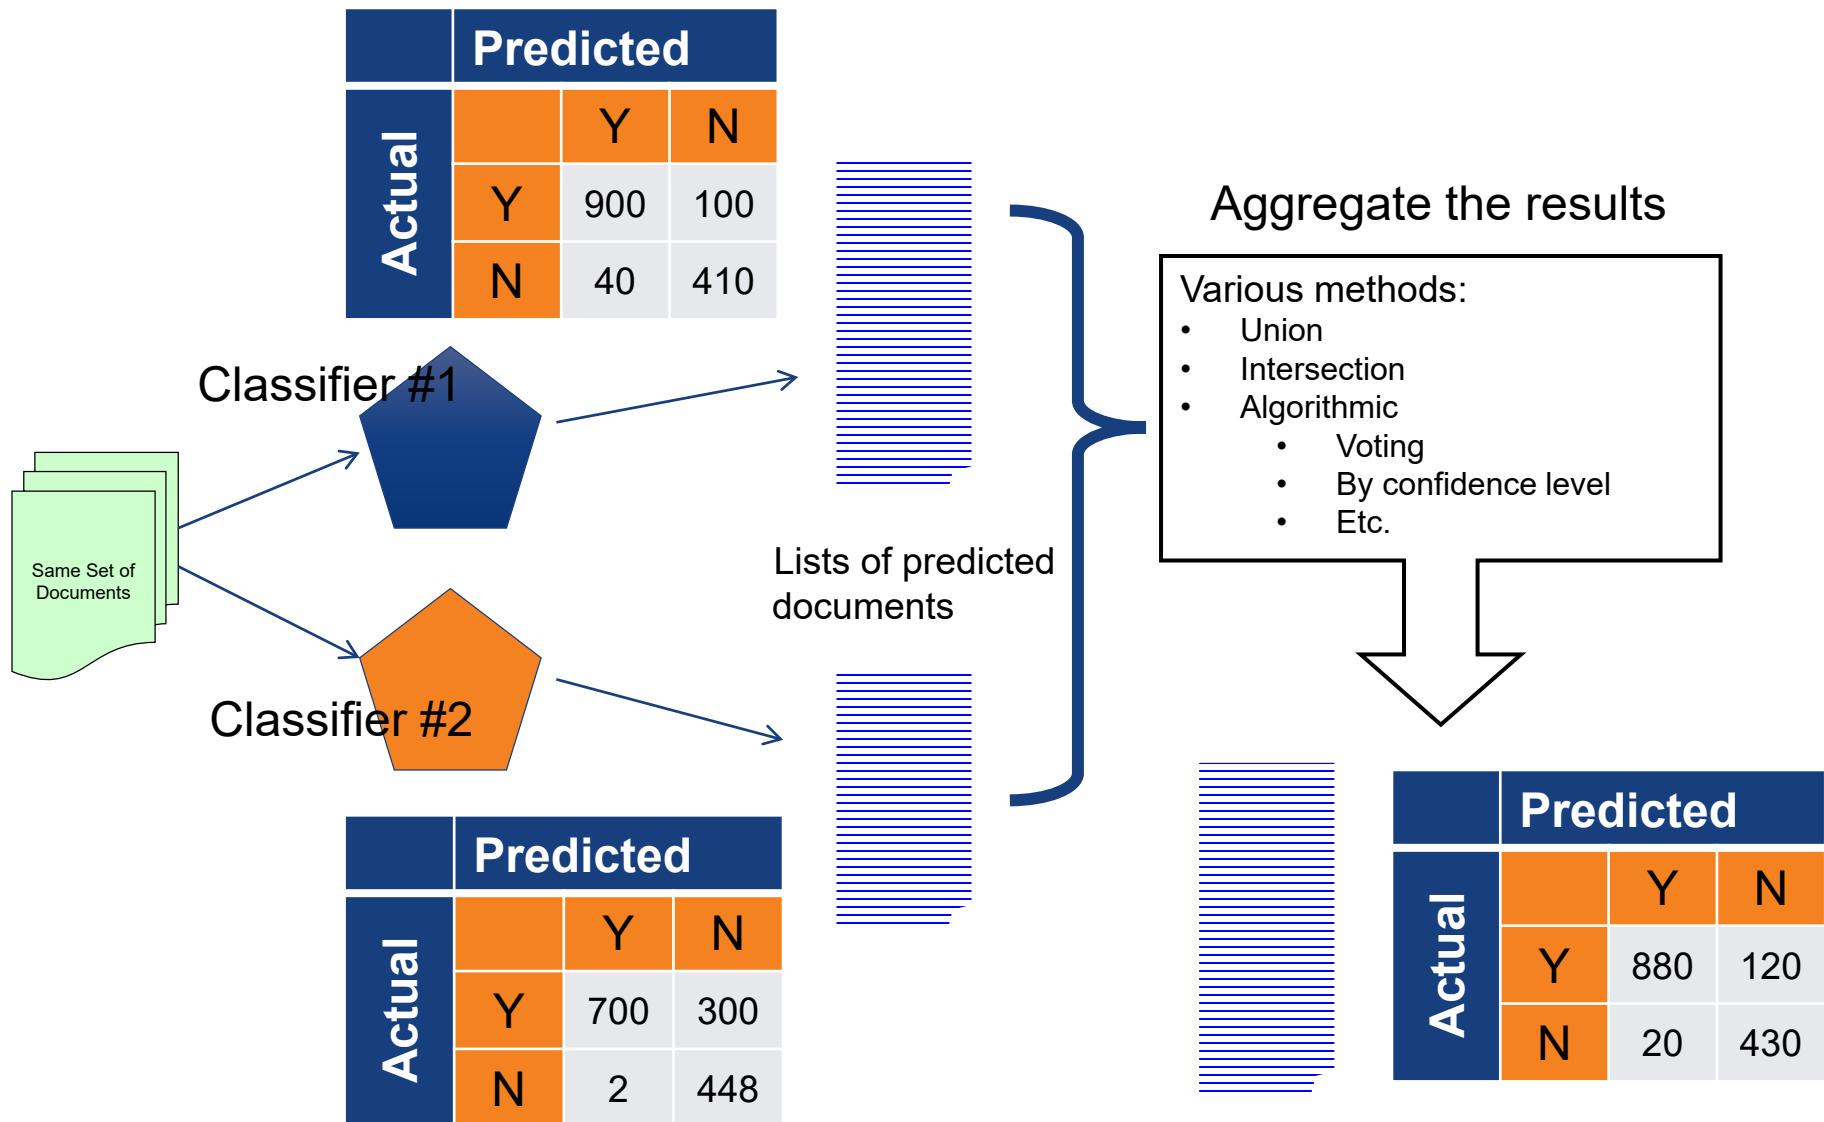 Predicted
Actual
Y N
Y 900 100
N 40 410
Classifier #1
Same Set of
Documents
Classifier #2
Predicted
Actual
Y N
Y 700 300
N 2 448
Lists of predicted
documents
Aggregate the results
Various methods:
• Union
• Intersection
• Algorithmic
• Voting
• By confidence level
• Etc.
Predicted
Actual
Y N
Y 880 120
N 20 430